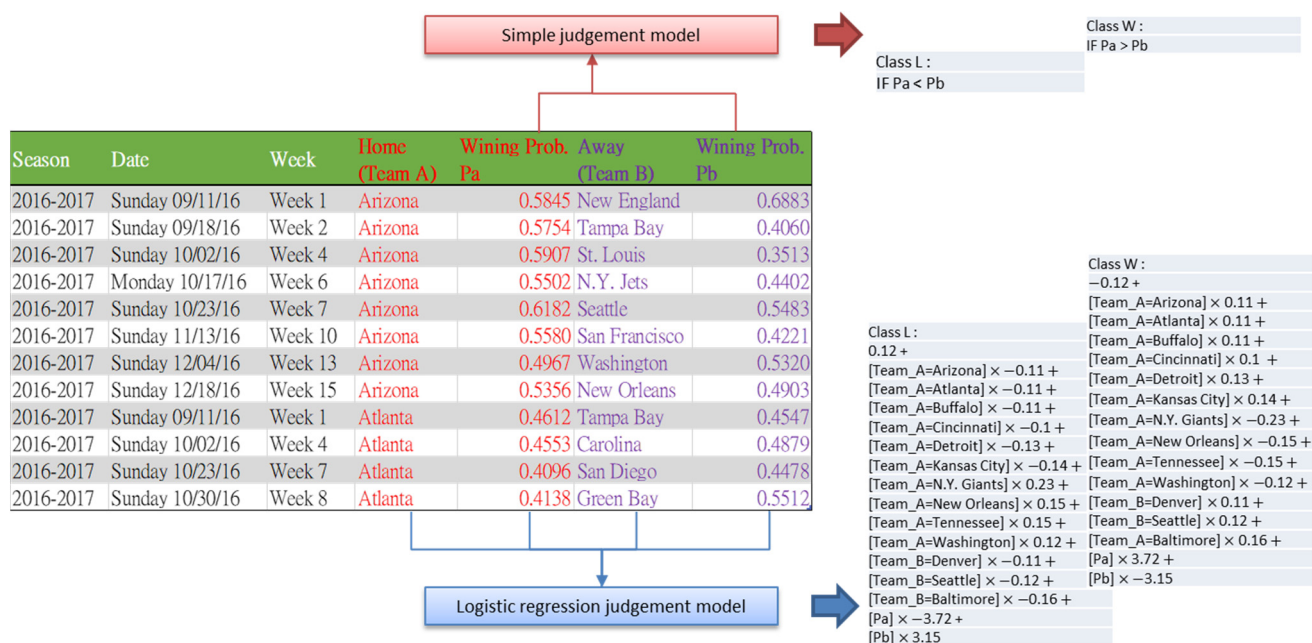 Simple judgement model
Class W :
IF Pa > Pb
Class L :
IF Pa < Pb
Season Date Week Home (Team A) Wining Prob. Pa Away (Team B) Wining Prob. Pb
2016-2017 Sunday 09/11/16 Week 1 Arizona 0.5845 New England 0.6883
2016-2017 Sunday 09/18/16 Week 2 Arizona 0.5754 Tampa Bay 0.4060
2016-2017 Sunday 10/02/16 Week 4 Arizona 0.5907 St. Louis 0.3513
2016-2017 Monday 10/17/16 Week 6 Arizona 0.5502 N.Y. Jets 0.4402
2016-2017 Sunday 10/23/16 Week 7 Arizona 0.6182 Seattle 0.5483
2016-2017 Sunday 11/13/16 Week 10 Arizona 0.5580 San Francisco 0.4221
2016-2017 Sunday 12/04/16 Week 13 Arizona 0.4967 Washington 0.5320
2016-2017 Sunday 12/18/16 Week 15 Arizona 0.5356 New Orleans 0.4903
2016-2017 Sunday 09/11/16 Week 1 Atlanta 0.4612 Tampa Bay 0.4547
2016-2017 Sunday 10/02/16 Week 4 Atlanta 0.4553 Carolina 0.4879
2016-2017 Sunday 10/23/16 Week 7 Atlanta 0.4096 San Diego 0.4478
2016-2017 Sunday 10/30/16 Week 8 Atlanta 0.4138 Green Bay 0.5512
Logistic regression judgement model
Class L :
0.12 +
[Team_A=Arizona] × −0.11 +
[Team_A=Atlanta] × −0.11 +
[Team_A=Buffalo] × −0.11 +
[Team_A=Cincinnati] × −0.1 +
[Team_A=Detroit] × −0.13 +
[Team_A=Kansas City] × −0.14 +
[Team_A=N.Y. Giants] × 0.23 +
[Team_A=New Orleans] × 0.15 +
[Team_A=Tennessee] × 0.15 +
[Team_A=Washington] × 0.12 +
[Team_B=Denver] × −0.11 +
[Team_B=Seattle] × −0.12 +
[Team_B=Baltimore] × −0.16 +
[Pa] × −3.72 +
[Pb] × 3.15
Class W :
−0.12 +
[Team_A=Arizona] × 0.11 +
[Team_A=Atlanta] × 0.11 +
[Team_A=Buffalo] × 0.11 +
[Team_A=Cincinnati] × 0.1 +
[Team_A=Detroit] × 0.13 +
[Team_A=Kansas City] × 0.14 +
[Team_A=N.Y. Giants] × −0.23 +
[Team_A=New Orleans] × −0.15 +
[Team_A=Tennessee] × −0.15 +
[Team_A=Washington] × −0.12 +
[Team_B=Denver] × 0.11 +
[Team_B=Seattle] × 0.12 +
[Team_A=Baltimore] × 0.16 +
[Pa] × 3.72 +
[Pb] × −3.15